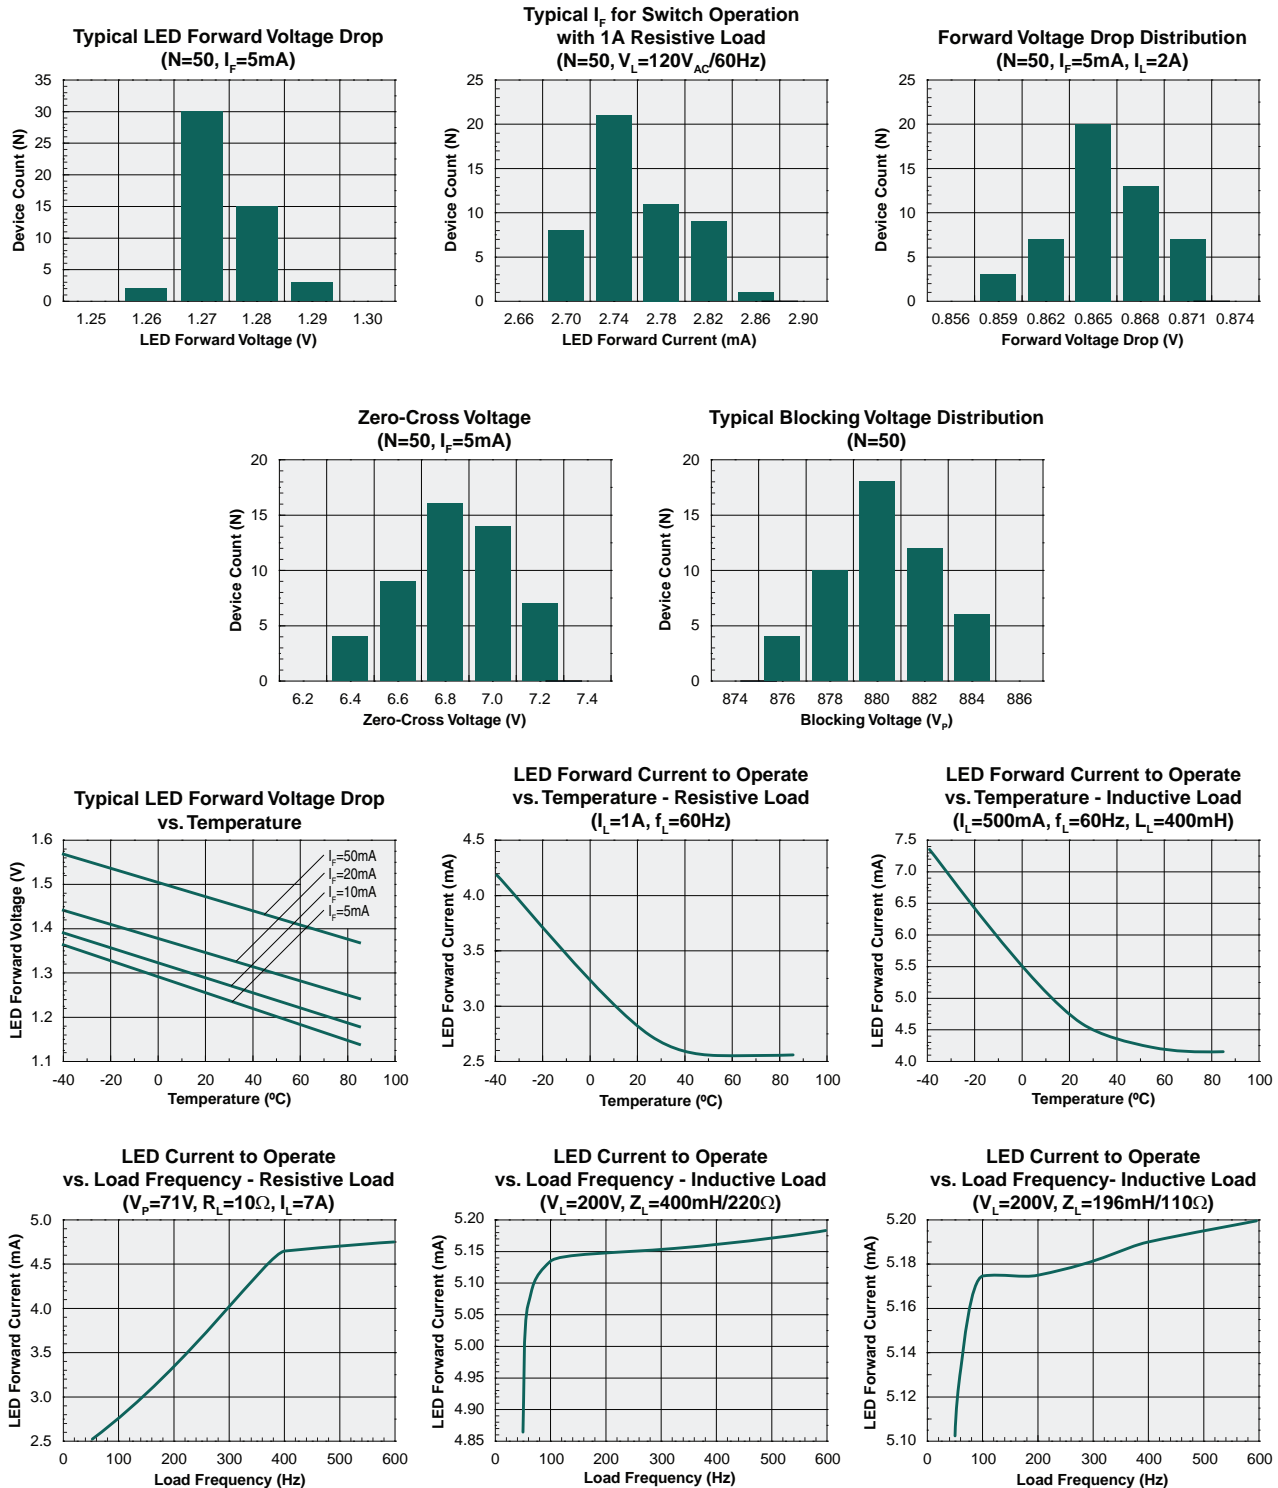 Typical LED Forward Voltage Drop
(N=50, IF=5mA)
35
30
25
20
15
10
5
0
Device Count (N)
1.25 1.26 1.27 1.28 1.29 1.30
LED Forward Voltage (V)
Typical IF for Switch Operation
with 1A Resistive Load
(N=50, VL=120VAC/60Hz)
25
20
15
10
5
0
Device Count (N)
2.66 2.70 2.74 2.78 2.82 2.86 2.90
LED Forward Current (mA)
Forward Voltage Drop Distribution
(N=50, IF=5mA, IL=2A)
25
20
15
10
5
0
Device Count (N)
0.856 0.859 0.862 0.865 0.868 0.871 0.874
Forward Voltage Drop (V)
Zero-Cross Voltage
(N=50, IF=5mA)
20
15
10
5
0
Device Count (N)
6.2 6.4 6.6 6.8 7.0 7.2 7.4
Zero-Cross Voltage (V)
Typical Blocking Voltage Distribution
(N=50)
20
15
10
5
0
Device Count (N)
874 876 878 880 882 884 886
Blocking Voltage (VP)
Typical LED Forward Voltage Drop
vs. Temperature
1.6
1.5
1.4
1.3
1.2
1.1
LED Forward Voltage (V)
IF=50mA
IF=20mA
IF=10mA
IF=5mA
-40 -20 0 20 40 60 80 100
Temperature (ºC)
LED Forward Current to Operate
vs. Temperature - Resistive Load
(IL=1A, fL=60Hz)
4.5
4.0
3.5
3.0
2.5
LED Forward Current (mA)
-40 -20 0 20 40 60 80 100
Temperature (ºC)
LED Forward Current to Operate
vs. Temperature - Inductive Load
(IL=500mA, fL=60Hz, LL=400mH)
7.5
7.0
6.5
6.0
5.5
5.0
4.5
4.0
LED Forward Current (mA)
-40 -20 0 20 40 60 80 100
Temperature (ºC)
LED Current to Operate
vs. Load Frequency - Resistive Load
(VP=71V, RL=10Ω, IL=7A)
5.0
4.5
4.0
3.5
3.0
2.5
LED Forward Current (mA)
0 100 200 300 400 500 600
Load Frequency (Hz)
LED Current to Operate
vs. Load Frequency - Inductive Load
(VL=200V, ZL=400mH/220Ω)
5.20
5.15
5.10
5.05
5.00
4.95
4.90
4.85
LED Forward Current (mA)
0 100 200 300 400 500 600
Load Frequency (Hz)
LED Current to Operate
vs. Load Frequency- Inductive Load
(VL=200V, ZL=196mH/110Ω)
5.20
5.18
5.16
5.14
5.12
5.10
LED Forward Current (mA)
0 100 200 300 400 500 600
Load Frequency (Hz)